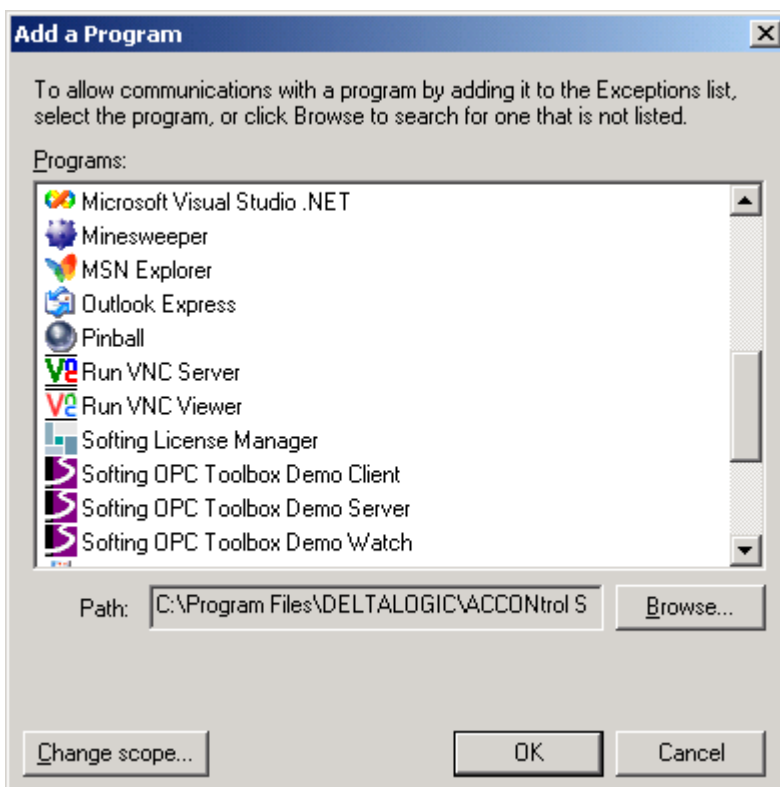 Add a Program
To allow communications with a program by adding it to the Exceptions list,
select the program, or click Browse to search for one that is not listed.
Programs:
Microsoft Visual Studio .NET
Minesweeper
MSN Explorer
Outlook Express
Pinball
Run VNC Server
Run VNC Viewer
Softing License Manager
Softing OPC Toolbox Demo Client
Softing OPC Toolbox Demo Server
Softing OPC Toolbox Demo Watch
Path: C:\Program Files\DELTALOGIC\ACCONtrol S Browse...
Change scope... OK Cancel